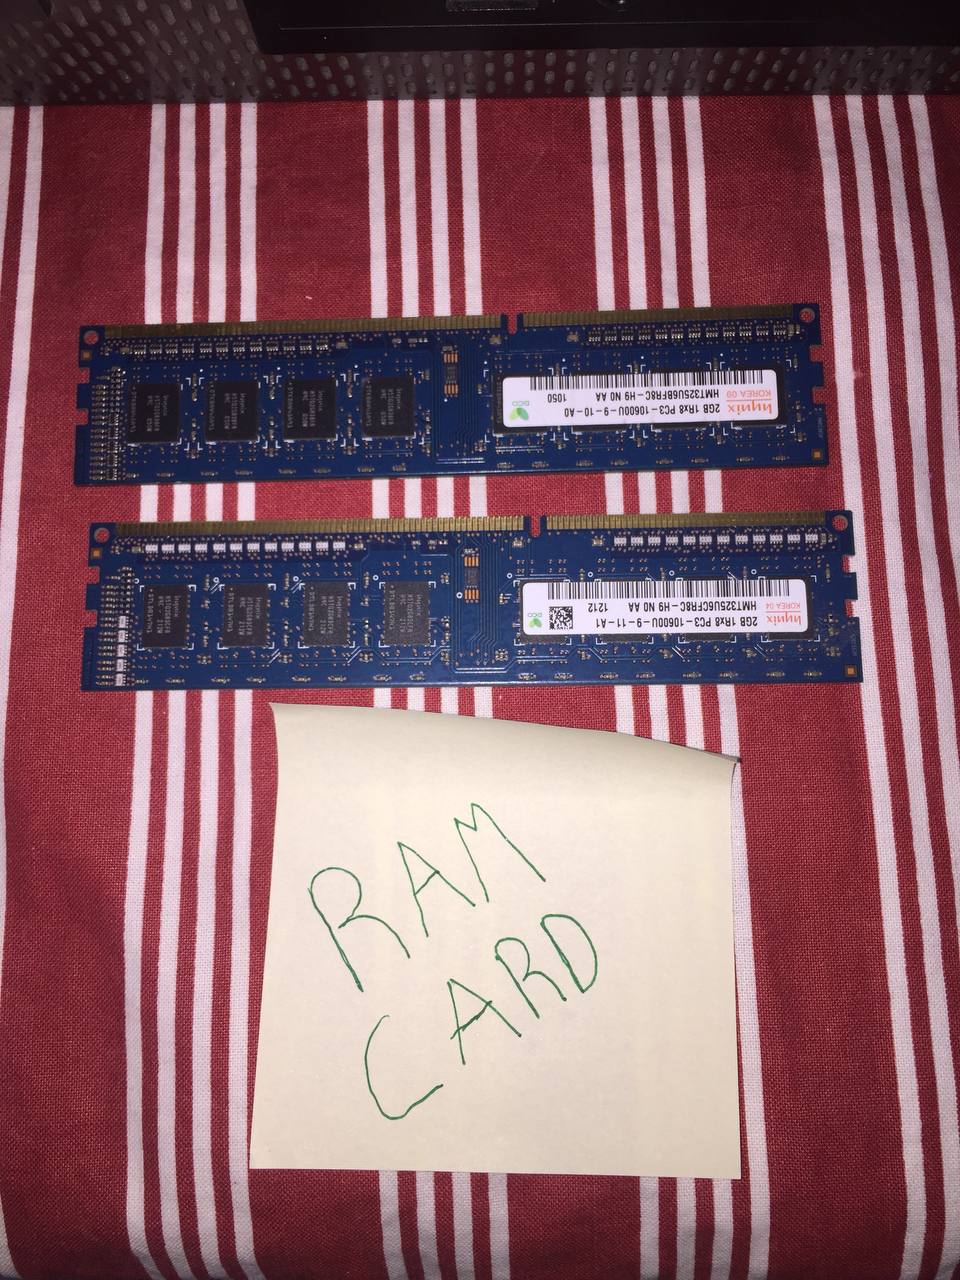 hynix
KOREA 09
2GB 1Rx8 PC3 - 10600U - 9 - 10 - A0
HMT325U6BFR8C - H9 N0 AA 1050
hynix
KOREA 04
2GB 1Rx8 PC3 - 10600U - 9 - 11 - A1
HMT325U6CFR8C - H9 N0 AA 1212
RAM
CARD